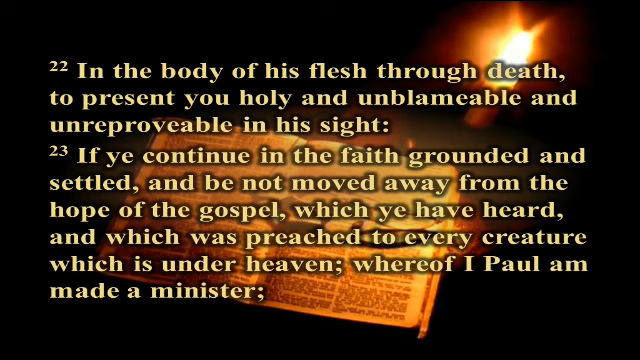 22 In the body of his flesh through death,
to present you holy and unblameable and
unreproveable in his sight:
23 If ye continue in the faith grounded and
settled, and be not moved away from the
hope of the gospel, which ye have heard,
and which was preached to every creature
which is under heaven; whereof I Paul am
made a minister;